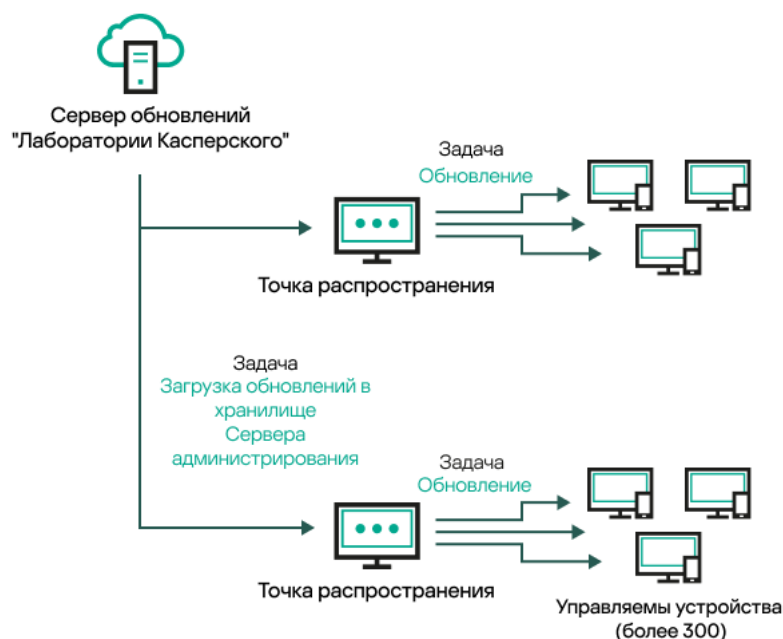 Сервер обновлений
"Лаборатории Касперского"
Задача
Обновление
Точка распространения
Задача
Загрузка обновлений в
хранилище
Сервера
администрирования
Задача
Обновление
Точка распространения
Управляемы устройства
(более 300)